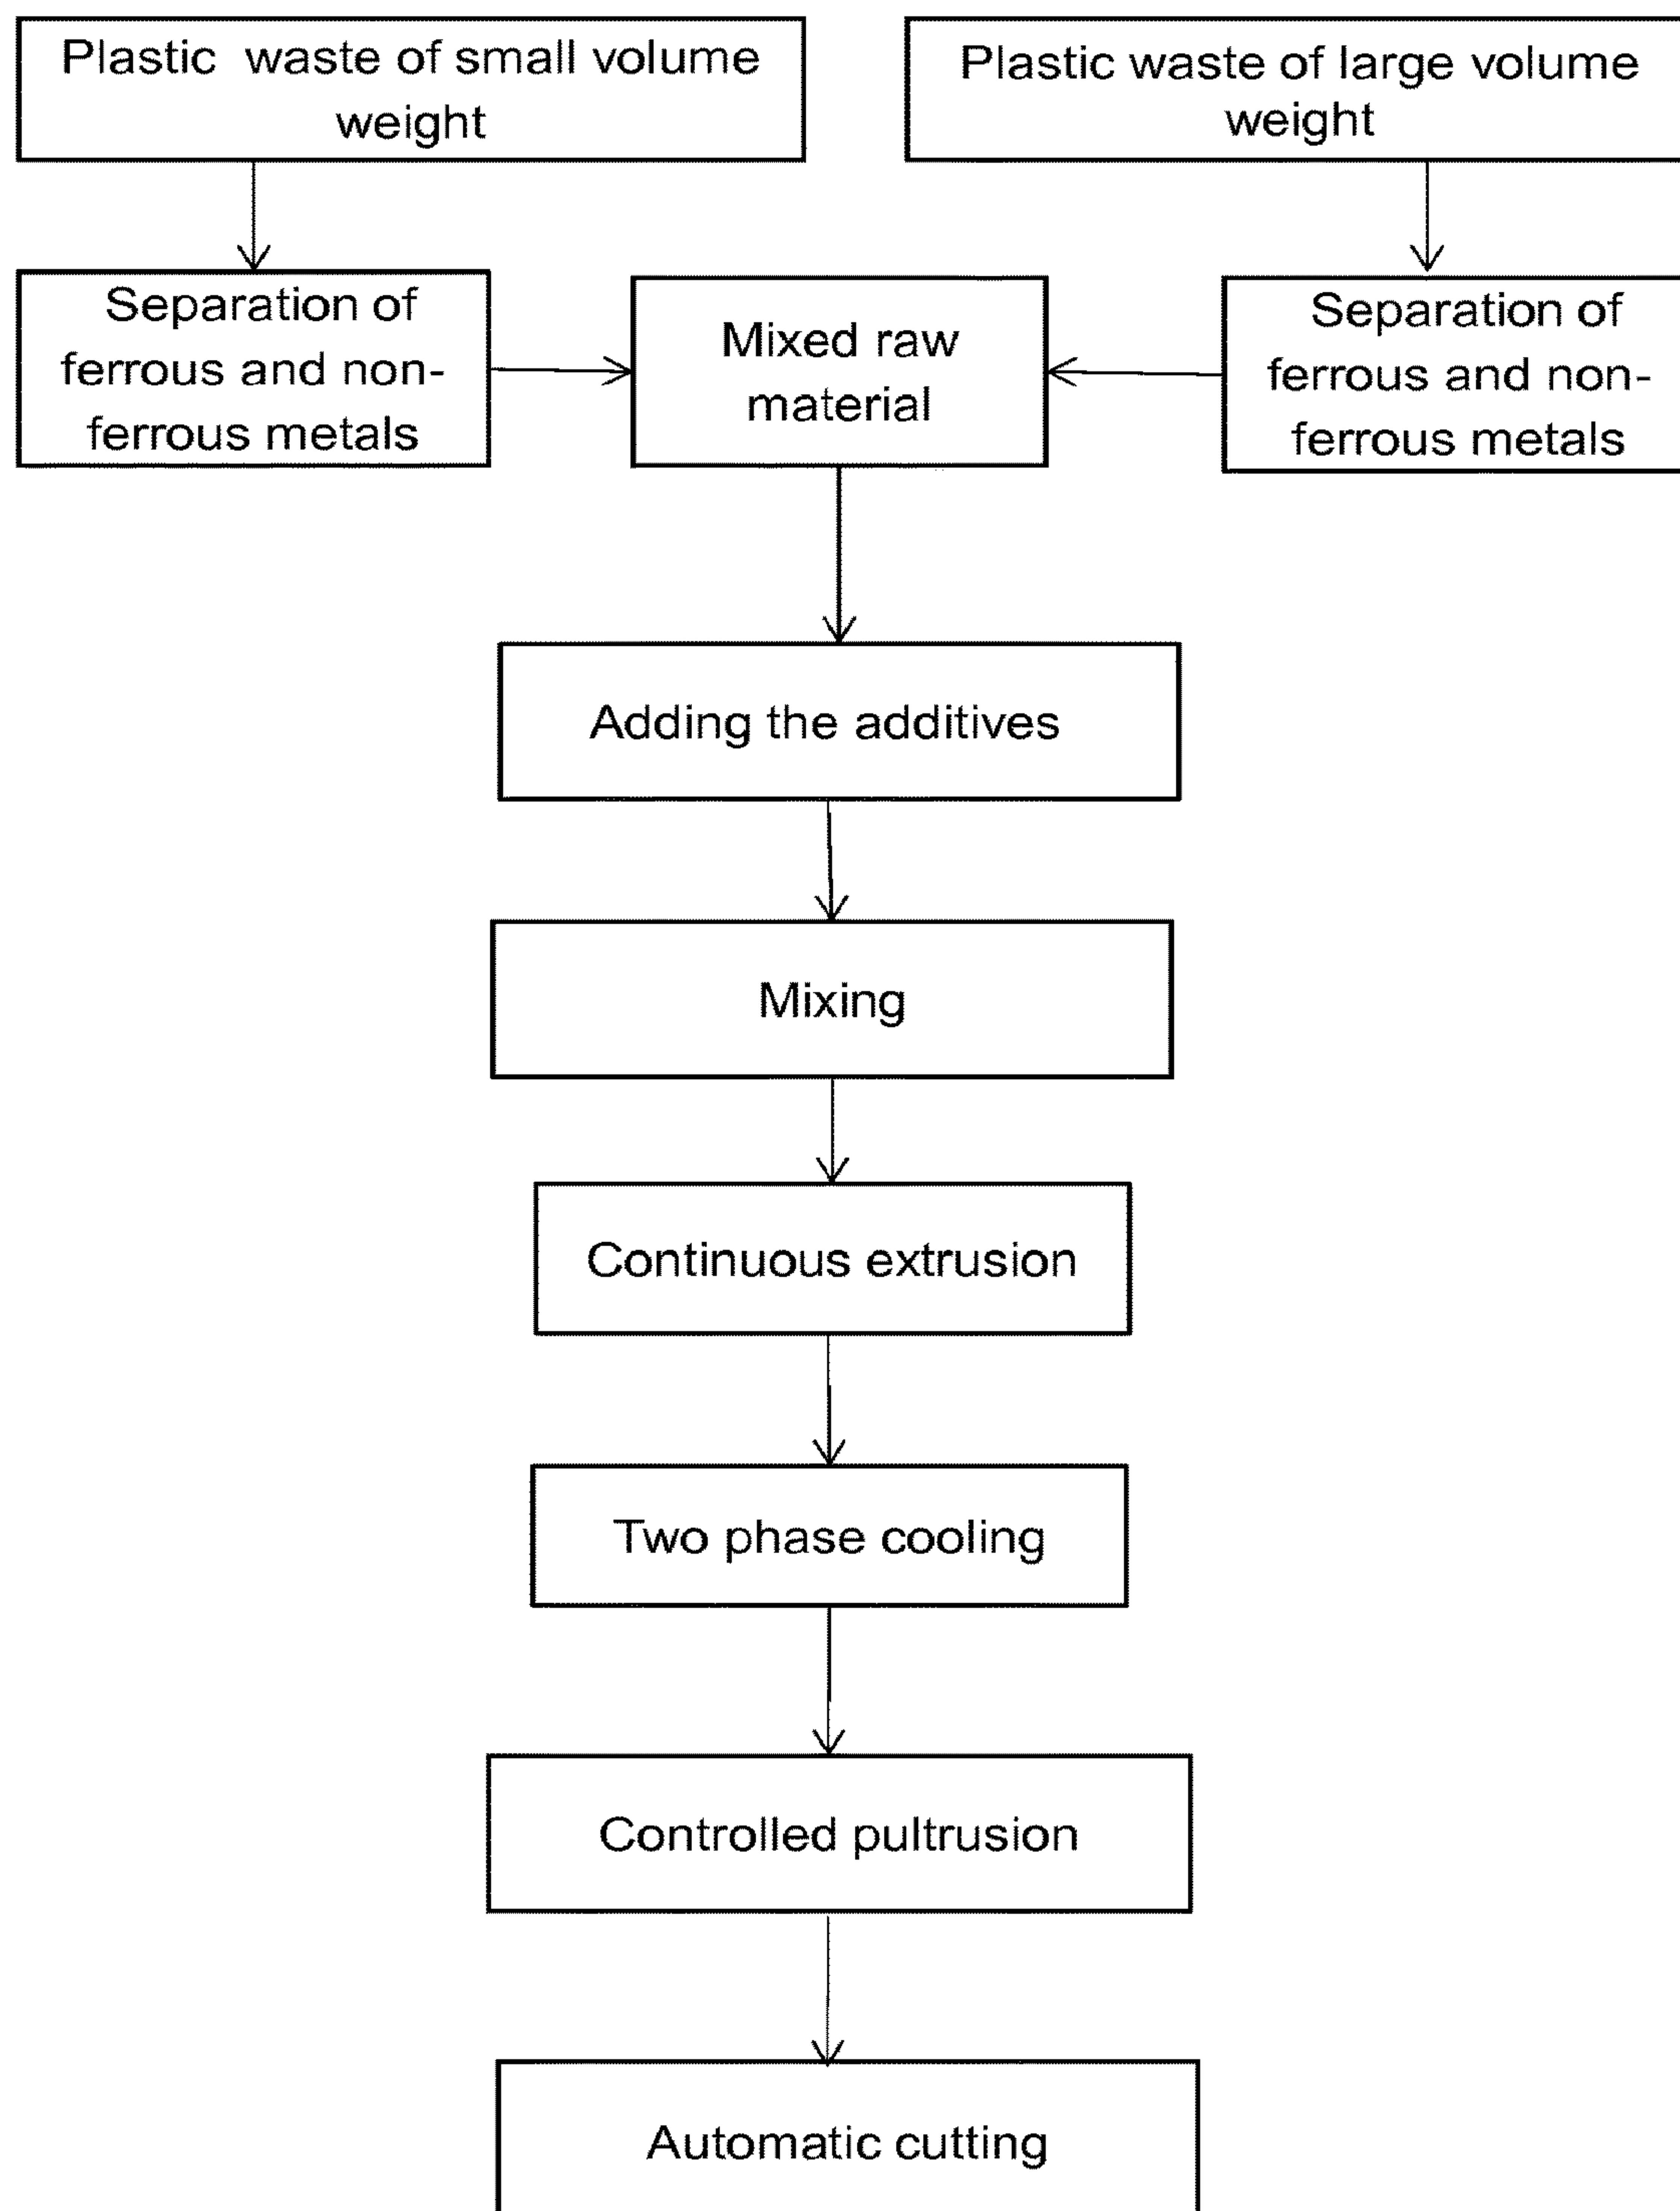 Plastic waste of small volume
weight
Plastic waste of large volume
weight
Separation of
ferrous and non-
ferrous metals
Mixed raw
material
Separation of
ferrous and non-
ferrous metals
Adding the additives
Mixing
Continuous extrusion
Two phase cooling
Controlled pultrusion
Automatic cutting